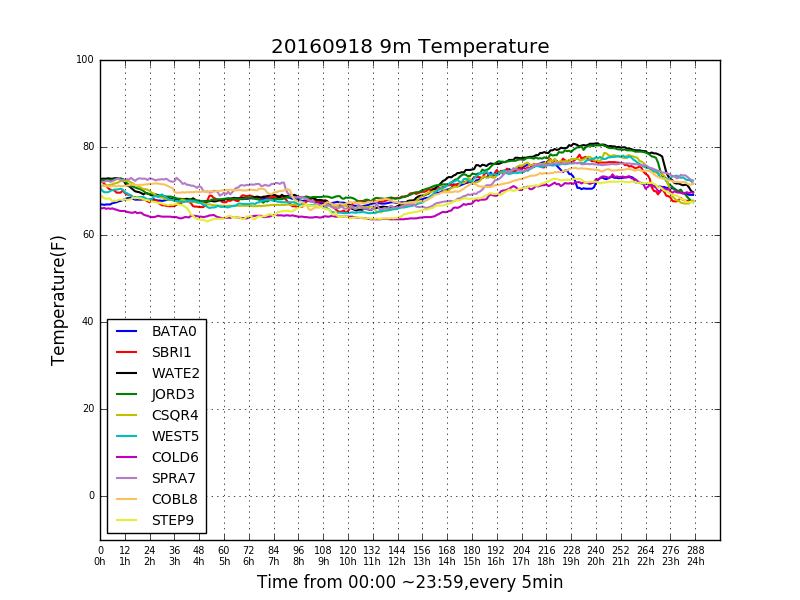 20160918 9m Temperature
Temperature(F)
100
80
60
40
20
0
BATA0
SBRI1
WATE2
JORD3
CSQR4
WEST5
COLD6
SPRA7
COBL8
STEP9
0 12 24 36 48 60 72 84 96 108 120 132 144 156 168 180 192 204 216 228 240 252 264 276 288
0h 1h 2h 3h 4h 5h 6h 7h 8h 9h 10h 11h 12h 13h 14h 15h 16h 17h 18h 19h 20h 21h 22h 23h 24h
Time from 00:00 ~23:59,every 5min